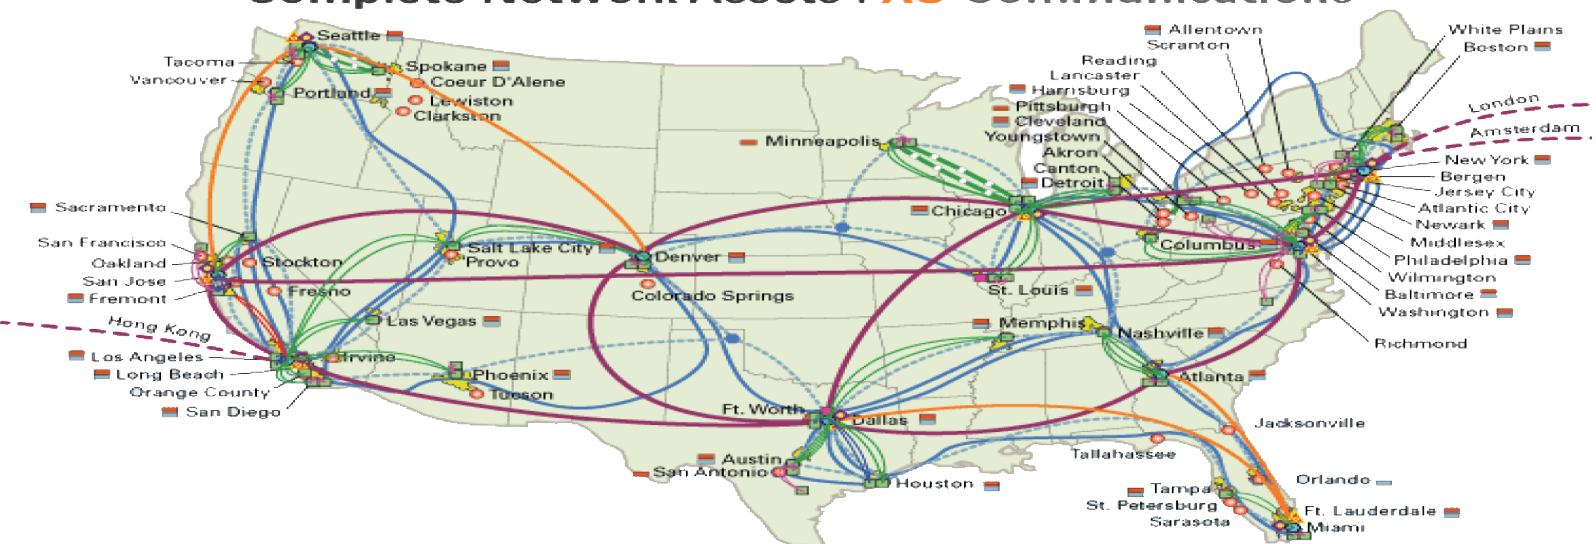 Complete Network Assets : XO Communications
Seattle
Tacoma
Vancouver
Portland
Spokane
Coeur D'Alene
Lewiston
Clarkston
Minneapolis
Allentown
Scranton
Reading
Lancaster
Harrisburg
Pittsburgh
Cleveland
Youngstown
Akron
Canton
Detroit
Chicago
Columbus
White Plains
Boston
London
Amsterdam
New York
Bergen
Jersey City
Atlantic City
Newark
Middlesex
Philadelphia
Wilmington
Baltimore
Washington
Richmond
Sacramento
San Francisco
Oakland
San Jose
Fremont
Stockton
Fresno
Salt Lake City
Provo
Denver
Colorado Springs
St. Louis
Memphis
Nashville
Hong Kong
Los Angeles
Long Beach
Orange County
San Diego
Irvine
Las Vegas
Phoenix
Tucson
Ft. Worth
Dallas
Austin
San Antonio
Houston
Atlanta
Jacksonville
Tallahassee
Orlando
Tampa
St. Petersburg
Sarasota
Ft. Lauderdale
Miami